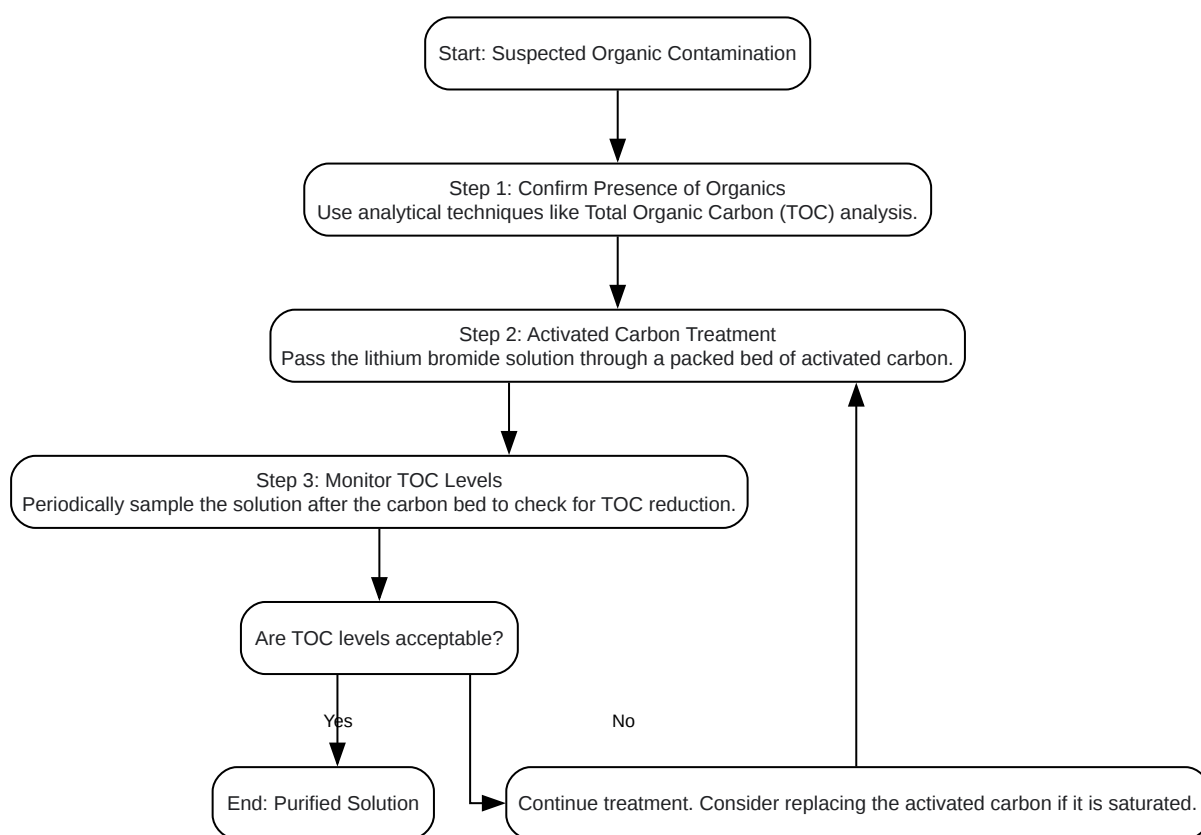 Start: Suspected Organic Contamination
Step 1: Confirm Presence of Organics
Use analytical techniques like Total Organic Carbon (TOC) analysis.
Step 2: Activated Carbon Treatment
Pass the lithium bromide solution through a packed bed of activated carbon.
Step 3: Monitor TOC Levels
Periodically sample the solution after the carbon bed to check for TOC reduction.
Are TOC levels acceptable?
Yes
No
End: Purified Solution
Continue treatment. Consider replacing the activated carbon if it is saturated.